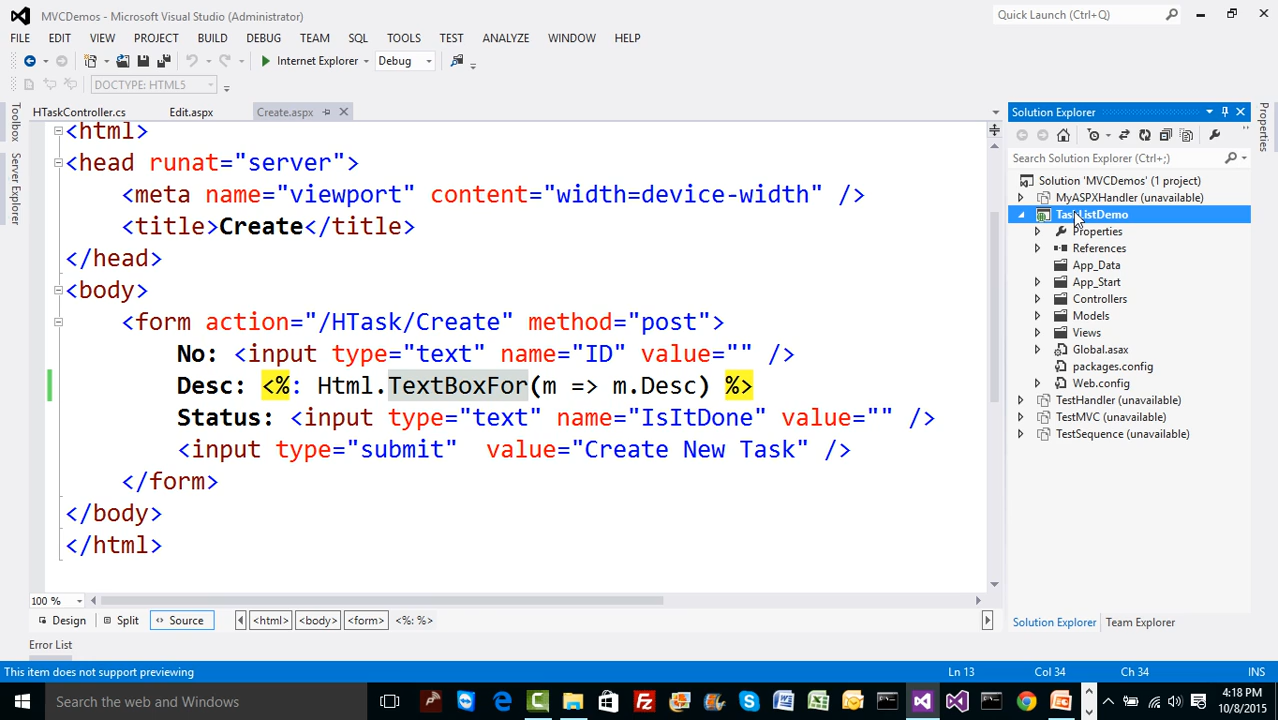 MVCDemos - Microsoft Visual Studio (Administrator)
Quick Launch (Ctrl+Q)
FILE EDIT VIEW PROJECT BUILD DEBUG TEAM SQL TOOLS TEST ANALYZE WINDOW HELP
Internet Explorer Debug
DOCTYPE: HTML5
Toolbox
Server Explorer
HTaskController.cs Edit.aspx Create.aspx
<html>
<head runat="server">
<meta name="viewport" content="width=device-width" />
<title>Create</title>
</head>
<body>
<form action="/HTask/Create" method="post">
No: <input type="text" name="ID" value="" />
Desc: <%: Html.TextBoxFor(m => m.Desc) %>
Status: <input type="text" name="IsItDone" value="" />
<input type="submit" value="Create New Task" />
</form>
</body>
</html>
100 %
Design Split Source <html> <body> <form> <%: %>
Error List
Solution Explorer
Search Solution Explorer (Ctrl+;)
Solution 'MVCDemos' (1 project)
MyASPXHandler (unavailable)
TaskListDemo
Properties
References
App_Data
App_Start
Controllers
Models
Views
Global.asax
packages.config
Web.config
TestHandler (unavailable)
TestMVC (unavailable)
TestSequence (unavailable)
Solution Explorer Team Explorer
Properties
This item does not support previewing Ln 13 Col 34 Ch 34 INS
Search the web and Windows
4:18 PM
10/8/2015